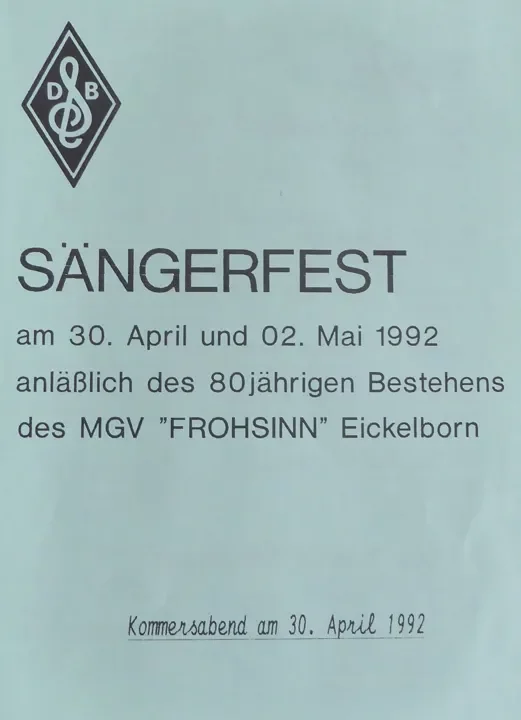 D S B
SÄNGERFEST
am 30. April und 02. Mai 1992
anläßlich des 80jährigen Bestehens
des MGV "FROHSINN" Eickelborn
Kommersabend am 30. April 1992